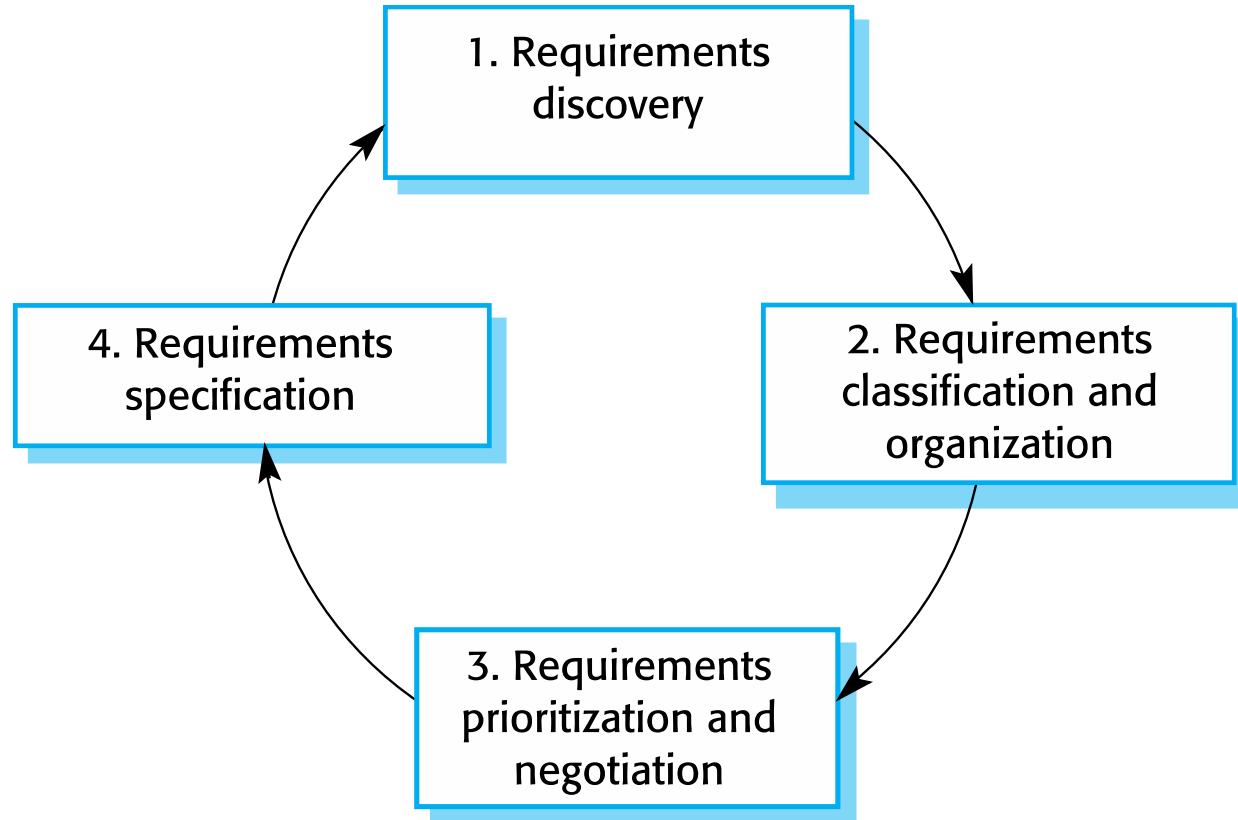 1. Requirements
discovery
2. Requirements
classification and
organization
3. Requirements
prioritization and
negotiation
4. Requirements
specification